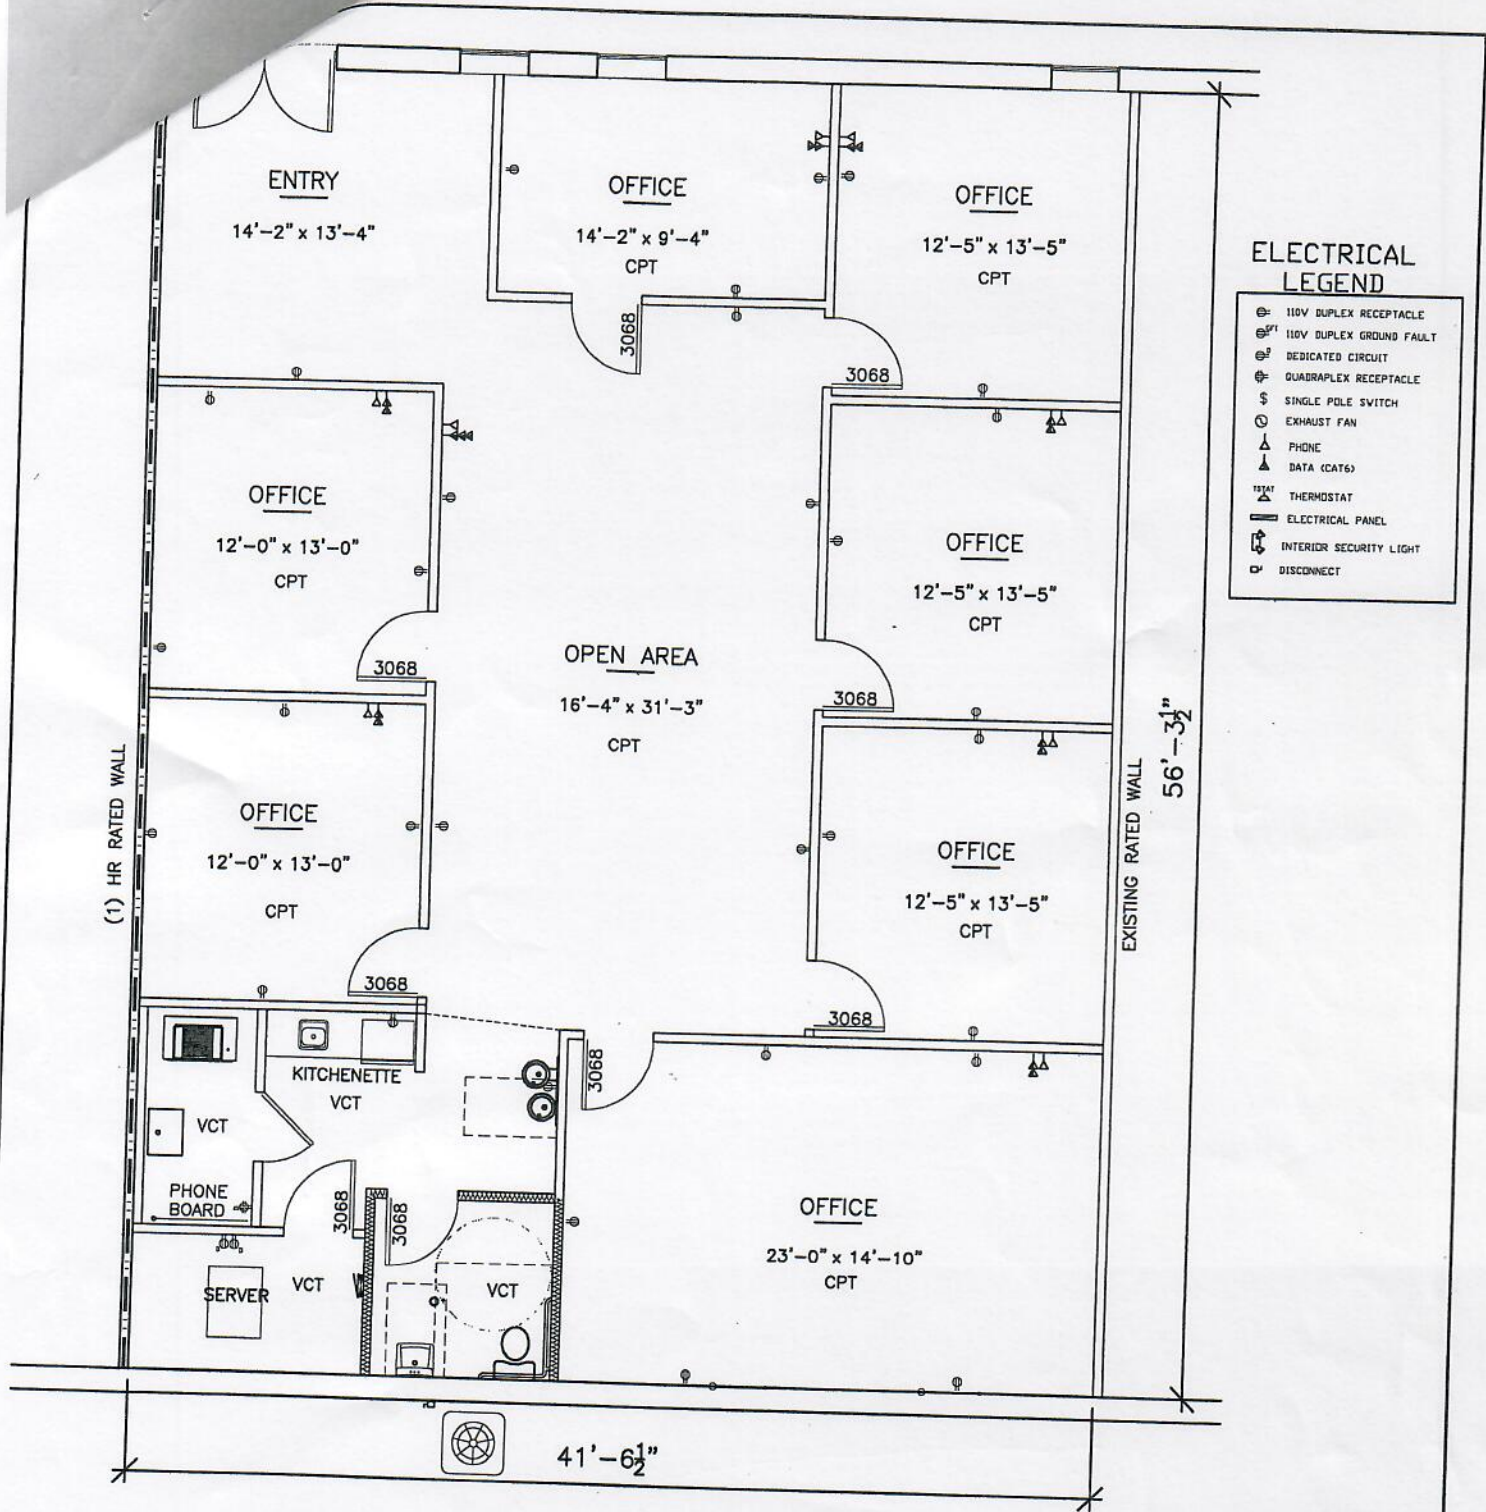 ENTRY
14'-2" x 13'-4"
OFFICE
14'-2" x 9'-4"
CPT
3068
OFFICE
12'-5" x 13'-5"
CPT
3068
ELECTRICAL
LEGEND
110V DUPLEX RECEPTACLE
GFI 110V DUPLEX GROUND FAULT
D DEDICATED CIRCUIT
QUADRAPLEX RECEPTACLE
$ SINGLE POLE SWITCH
EXHAUST FAN
PHONE
DATA (CAT6)
TSTAT THERMOSTAT
ELECTRICAL PANEL
INTERIOR SECURITY LIGHT
DISCONNECT
OFFICE
12'-0" x 13'-0"
CPT
3068
OPEN AREA
16'-4" x 31'-3"
CPT
OFFICE
12'-5" x 13'-5"
CPT
3068
(1) HR RATED WALL
OFFICE
12'-0" x 13'-0"
CPT
3068
OFFICE
12'-5" x 13'-5"
CPT
3068
EXISTING RATED WALL
56'-3½"
KITCHENETTE
VCT
3068
VCT
PHONE
BOARD
3068
3068
SERVER
VCT
VCT
OFFICE
23'-0" x 14'-10"
CPT
41'-6½"